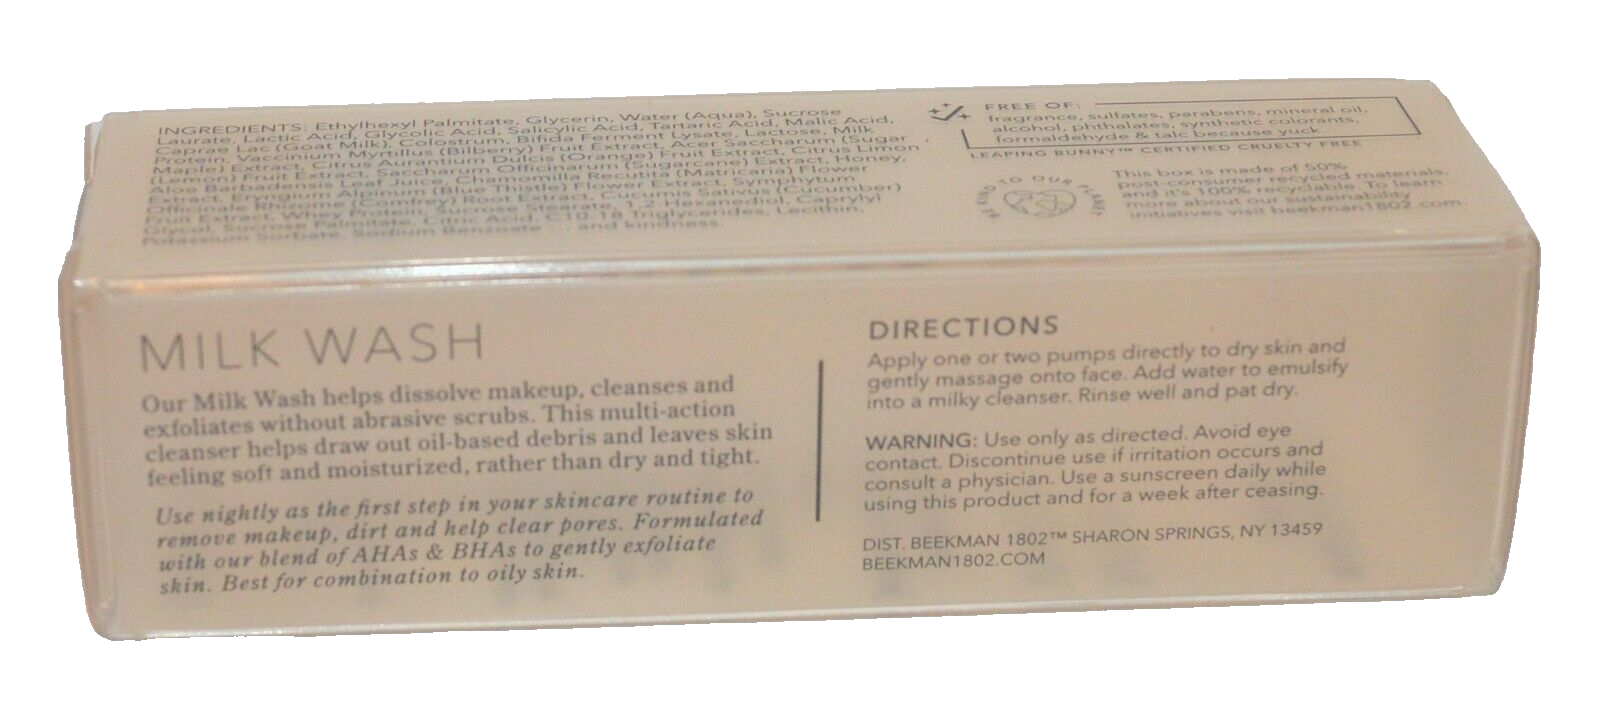 INGREDIENTS: Ethylhexyl Palmitate, Glycerin, Water (Aqua), Sucrose
Laurate, Lactic Acid, Glycolic Acid, Salicylic Acid, Tartaric Acid, Malic Acid,
Caprae Lac (Goat Milk), Colostrum, Bifida Ferment Lysate, Lactose, Milk
Protein, Vaccinium Myrtillus (Bilberry) Fruit Extract, Acer Saccharum (Sugar
Maple) Extract, Citrus Aurantium Dulcis (Orange) Fruit Extract, Citrus Limon
(Lemon) Fruit Extract, Saccharum Officinarum (Sugarcane) Extract, Honey,
Aloe Barbadensis Leaf Juice, Chamomilla Recutita (Matricaria) Flower
Extract, Eryngium Alpinum (Blue Thistle) Flower Extract, Symphytum
Officinale Rhizome (Comfrey) Root Extract, Cucumis Sativus (Cucumber)
Fruit Extract, Whey Protein, Sucrose Stearate, 1, 2-Hexanediol, Caprylyl
Glycol, Sucrose Palmitate, Citric Acid, C10-18 Triglycerides, Lecithin,
Potassium Sorbate, Sodium Benzoate ... and kindness.
FREE OF:
fragrance, sulfates, parabens, mineral oil,
alcohol, phthalates, synthetic colorants,
formaldehyde & talc because yuck.
LEAPING BUNNY™ CERTIFIED CRUELTY FREE
BE KIND TO OUR PLANET
This box is made of 50%
post-consumer recycled materials,
and it's 100% recyclable. To learn
more about our sustainability
initiatives visit beekman1802.com.
MILK WASH
Our Milk Wash helps dissolve makeup, cleanses and
exfoliates without abrasive scrubs. This multi-action
cleanser helps draw out oil-based debris and leaves skin
feeling soft and moisturized, rather than dry and tight.
Use nightly as the first step in your skincare routine to
remove makeup, dirt and help clear pores. Formulated
with our blend of AHAs & BHAs to gently exfoliate
skin. Best for combination to oily skin.
DIRECTIONS
Apply one or two pumps directly to dry skin and
gently massage onto face. Add water to emulsify
into a milky cleanser. Rinse well and pat dry.
WARNING: Use only as directed. Avoid eye
contact. Discontinue use if irritation occurs and
consult a physician. Use a sunscreen daily while
using this product and for a week after ceasing.
DIST. BEEKMAN 1802™ SHARON SPRINGS, NY 13459
BEEKMAN1802.COM